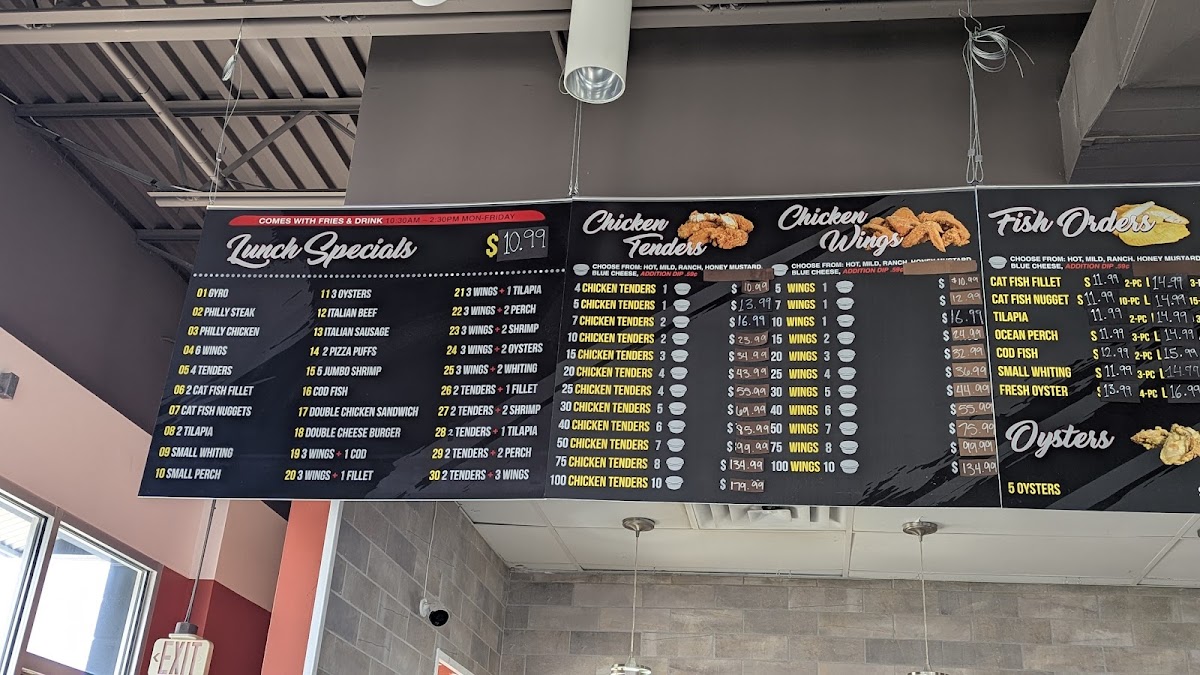 COMES WITH FRIES & DRINK 10:30AM - 2:30PM MON-FRIDAY
Lunch Specials $10.99
01 GYRO
02 PHILLY STEAK
03 PHILLY CHICKEN
04 6 WINGS
05 4 TENDERS
06 2 CAT FISH FILLET
07 CAT FISH NUGGETS
08 2 TILAPIA
09 SMALL WHITING
10 SMALL PERCH
11 3 OYSTERS
12 ITALIAN BEEF
13 ITALIAN SAUSAGE
14 2 PIZZA PUFFS
15 5 JUMBO SHRIMP
16 COD FISH
17 DOUBLE CHICKEN SANDWICH
18 DOUBLE CHEESE BURGER
19 3 WINGS + 1 COD
20 3 WINGS + 1 FILLET
21 3 WINGS + 1 TILAPIA
22 3 WINGS + 2 PERCH
23 3 WINGS + 2 SHRIMP
24 3 WINGS + 2 OYSTERS
25 3 WINGS + 2 WHITING
26 2 TENDERS + 1 FILLET
27 2 TENDERS + 2 SHRIMP
28 2 TENDERS + 1 TILAPIA
29 2 TENDERS + 2 PERCH
30 2 TENDERS + 3 WINGS
Chicken
Tenders
CHOOSE FROM: HOT, MILD, RANCH, HONEY MUSTARD
BLUE CHEESE, ADDITION DIP .59¢
4 CHICKEN TENDERS 1 $10.99
5 CHICKEN TENDERS 1 $13.99
7 CHICKEN TENDERS 2 $16.99
10 CHICKEN TENDERS 2 $23.99
15 CHICKEN TENDERS 3 $34.99
20 CHICKEN TENDERS 4 $43.99
25 CHICKEN TENDERS 4 $55.99
30 CHICKEN TENDERS 5 $69.99
40 CHICKEN TENDERS 6 $85.99
50 CHICKEN TENDERS 7 $99.99
75 CHICKEN TENDERS 8 $134.99
100 CHICKEN TENDERS 10 $179.99
Chicken
Wings
CHOOSE FROM: HOT, MILD, RANCH, HONEY MUSTARD
BLUE CHEESE, ADDITION DIP .59¢
5 WINGS 1 $10.99
7 WINGS 1 $12.99
10 WINGS 1 $16.99
15 WINGS 2 $24.99
20 WINGS 3 $32.99
25 WINGS 4 $36.99
30 WINGS 5 $44.99
40 WINGS 6 $55.99
50 WINGS 7 $75.99
75 WINGS 8 $99.99
100 WINGS 10 $134.99
Fish Orders
CHOOSE FROM: HOT, MILD, RANCH, HONEY MUSTARD
BLUE CHEESE, ADDITION DIP .59¢
CAT FISH FILLET $11.99 2-PC L 14.99
CAT FISH NUGGET $11.99 10-PC L 14.99
TILAPIA 11.99 2-PC L 14.99
OCEAN PERCH $11.99 3-PC L 14.99
COD FISH $12.99 2-PC L 15.99
SMALL WHITING $11.99 3-PC L 14.99
FRESH OYSTER $13.99 4-PC L 16.99
Oysters
5 OYSTERS
EXIT